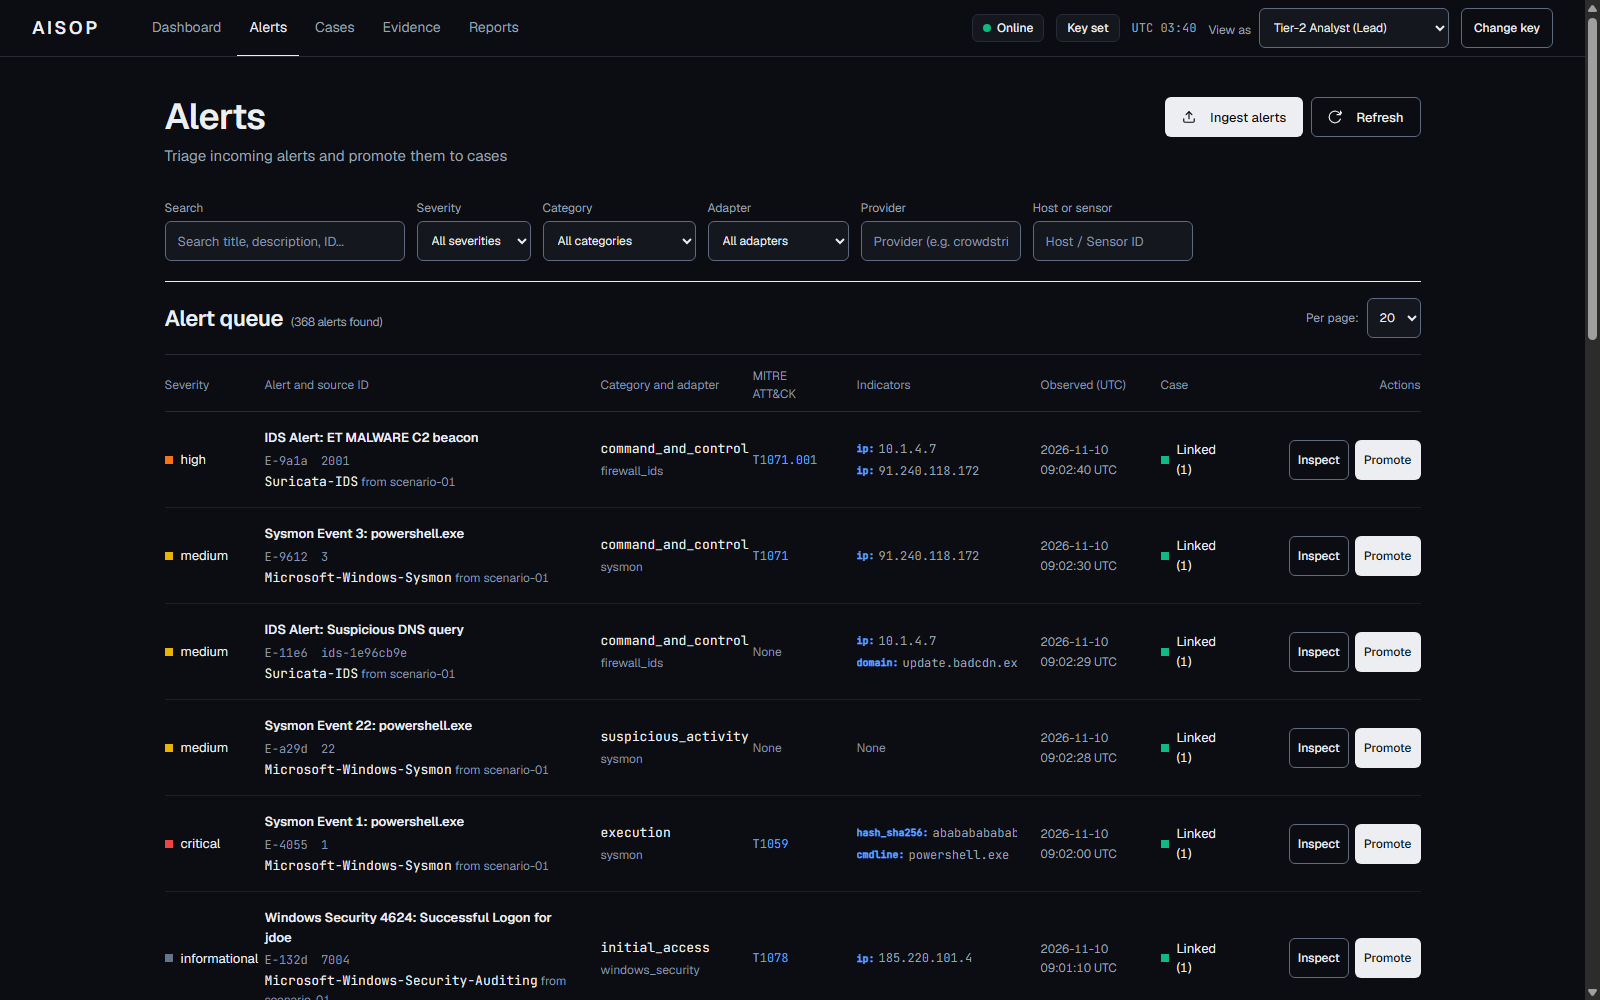 AISOP
Dashboard
Alerts
Cases
Evidence
Reports
Online
Key set
UTC 03:40
View as
Tier-2 Analyst (Lead)
Change key
Alerts
Triage incoming alerts and promote them to cases
Ingest alerts
Refresh
Search
Severity
Category
Adapter
Provider
Host or sensor
Search title, description, ID...
All severities
All categories
All adapters
Provider (e.g. crowdstri
Host / Sensor ID
Alert queue (368 alerts found)
Per page: 20
Severity
Alert and source ID
Category and adapter
MITRE
ATT&CK
Indicators
Observed (UTC)
Case
Actions
high
IDS Alert: ET MALWARE C2 beacon
E-9a1a 2001
Suricata-IDS from scenario-01
command_and_control
firewall_ids
T1071.001
ip: 10.1.4.7
ip: 91.240.118.172
2026-11-10
09:02:40 UTC
Linked
(1)
Inspect
Promote
medium
Sysmon Event 3: powershell.exe
E-9612 3
Microsoft-Windows-Sysmon from scenario-01
command_and_control
sysmon
T1071
ip: 91.240.118.172
2026-11-10
09:02:30 UTC
Linked
(1)
Inspect
Promote
medium
IDS Alert: Suspicious DNS query
E-11e6 ids-1e96cb9e
Suricata-IDS from scenario-01
command_and_control
firewall_ids
None
ip: 10.1.4.7
domain: update.badcdn.ex
2026-11-10
09:02:29 UTC
Linked
(1)
Inspect
Promote
medium
Sysmon Event 22: powershell.exe
E-a29d 22
Microsoft-Windows-Sysmon from scenario-01
suspicious_activity
sysmon
None
None
2026-11-10
09:02:28 UTC
Linked
(1)
Inspect
Promote
critical
Sysmon Event 1: powershell.exe
E-4055 1
Microsoft-Windows-Sysmon from scenario-01
execution
sysmon
T1059
hash_sha256: ababababab
cmdline: powershell.exe
2026-11-10
09:02:00 UTC
Linked
(1)
Inspect
Promote
informational
Windows Security 4624: Successful Logon for
jdoe
E-132d 7004
Microsoft-Windows-Security-Auditing from
scenario-01
initial_access
windows_security
T1078
ip: 185.220.101.4
2026-11-10
09:01:10 UTC
Linked
(1)
Inspect
Promote